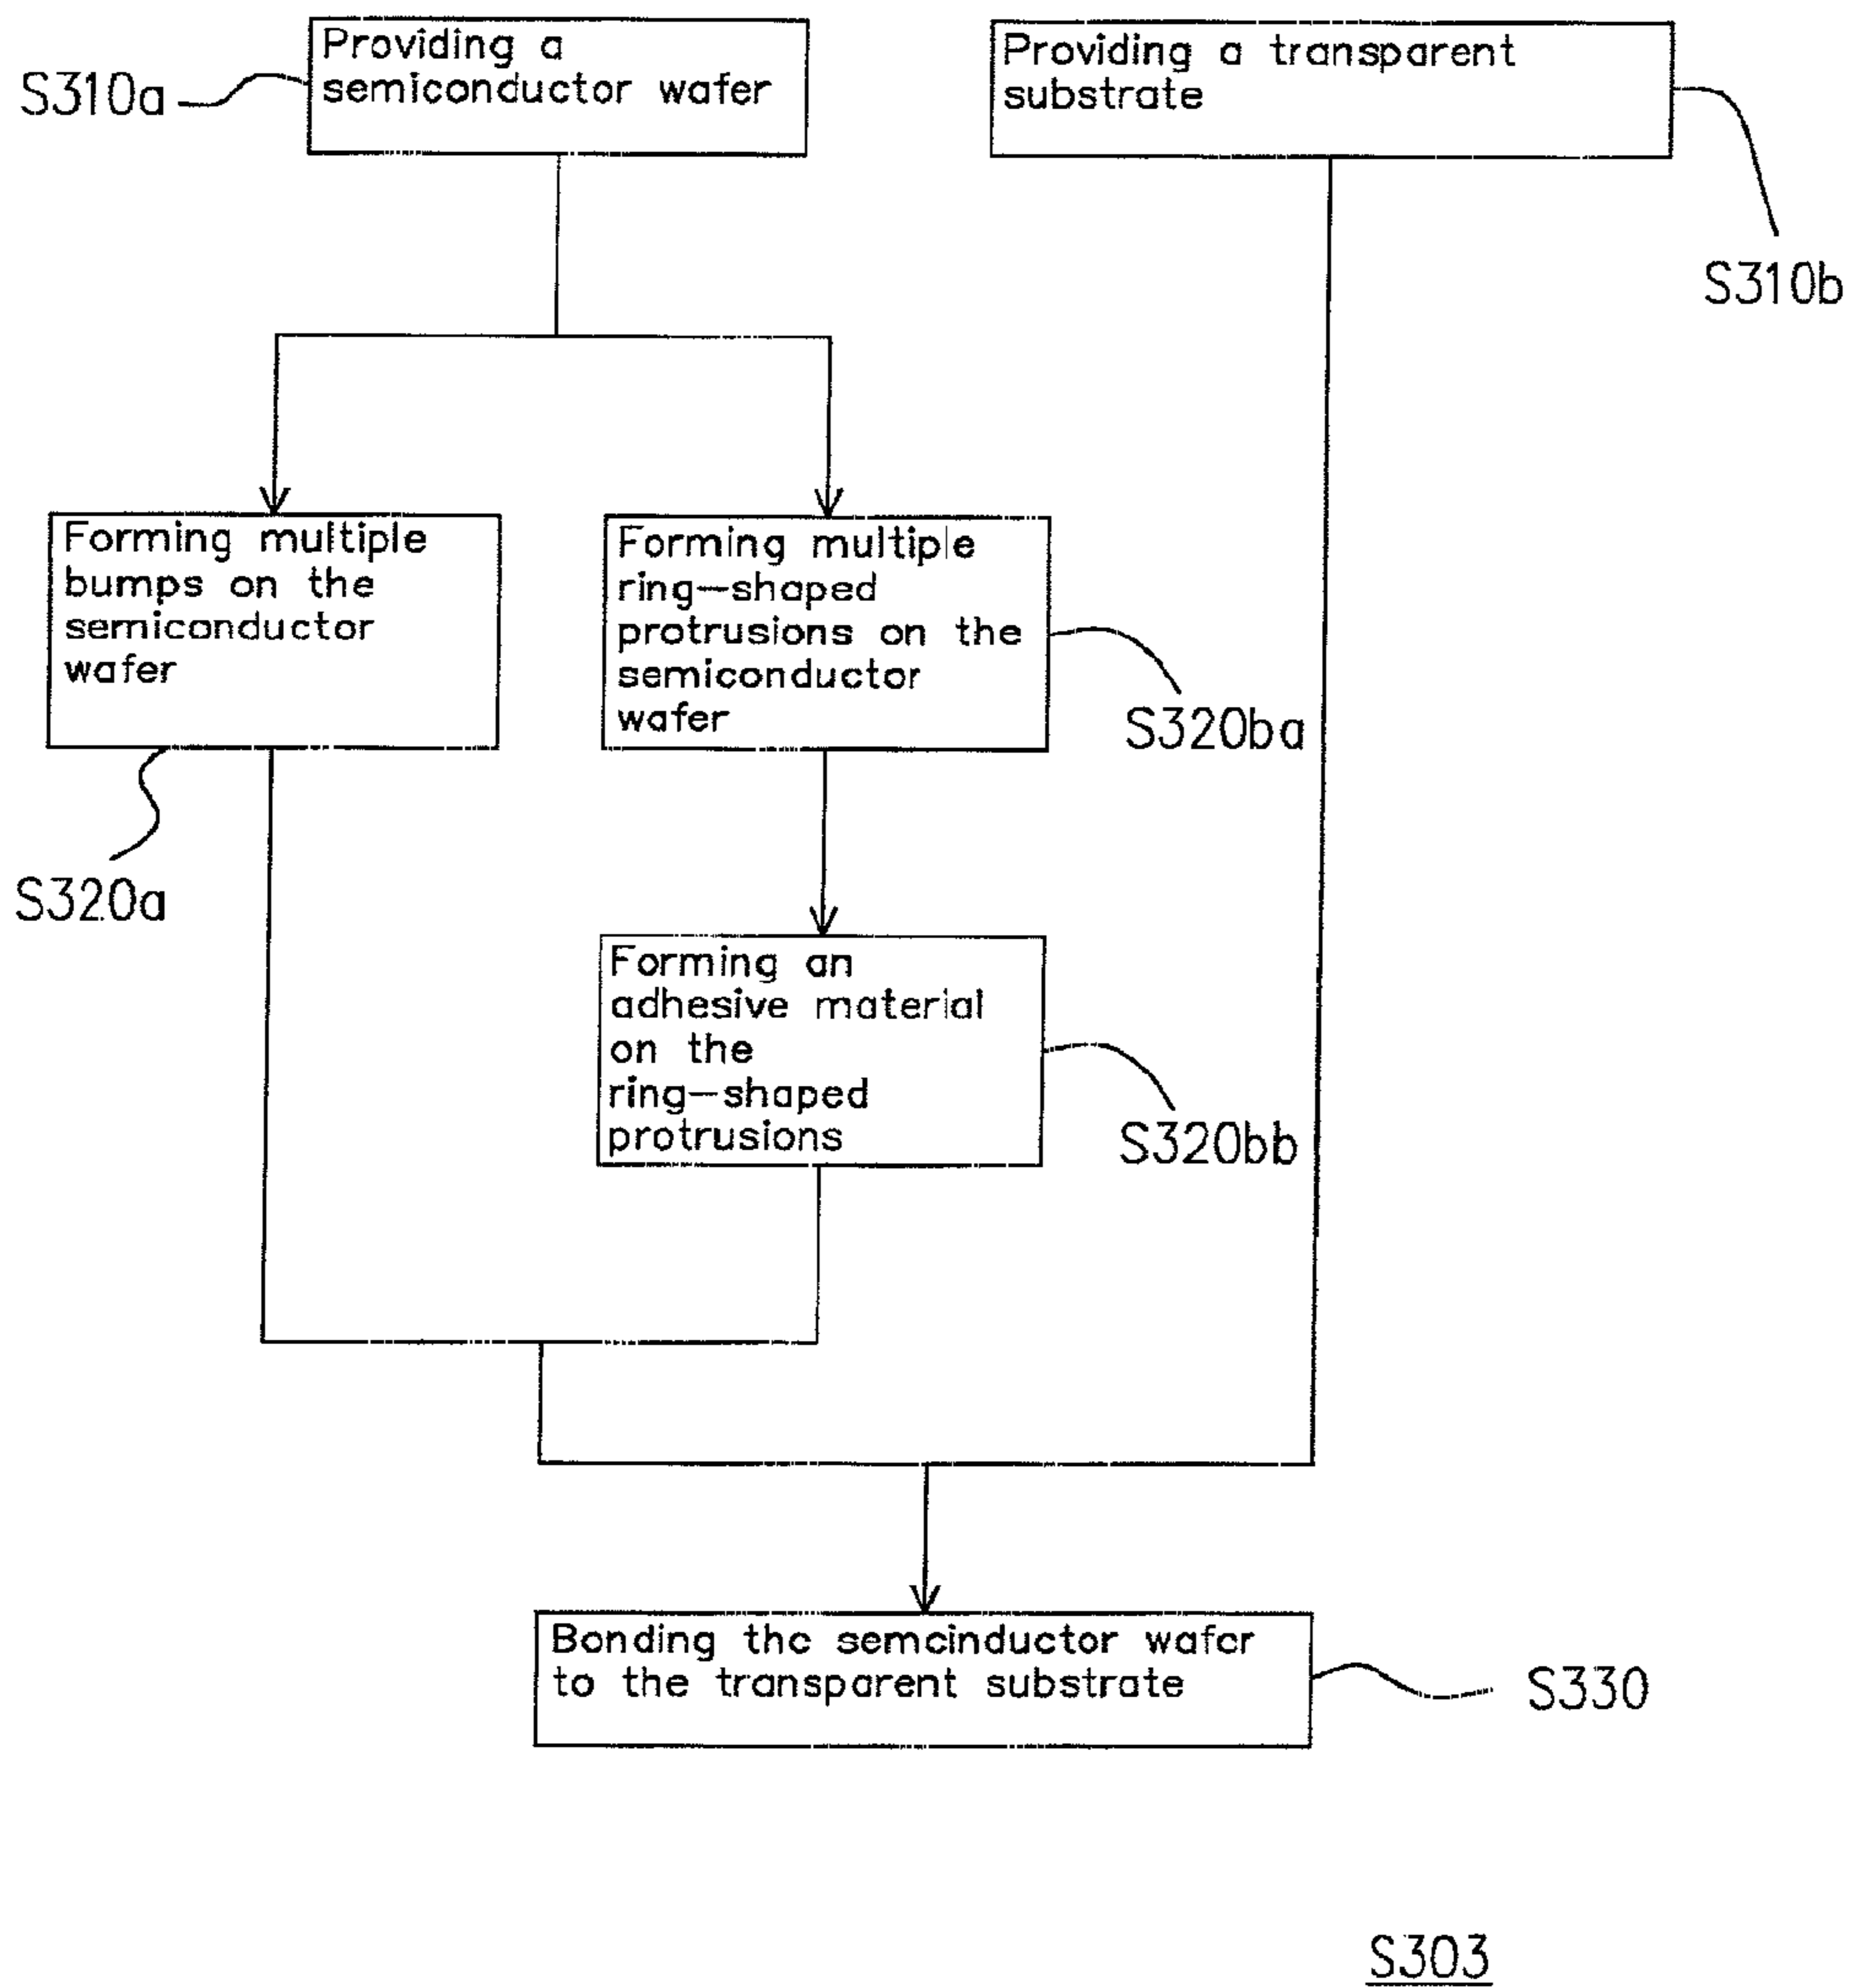 Providing a
semiconductor wafer
S310a
Providing a transparent
substrate
S310b
Forming multiple
bumps on the
semiconductor
wafer
S320a
Forming multiple
ring-shaped
protrusions on the
semiconductor
wafer
S320ba
Forming an
adhesive material
on the
ring-shaped
protrusions
S320bb
Bonding the semcinductor wafer
to the transparent substrate
S330
S303